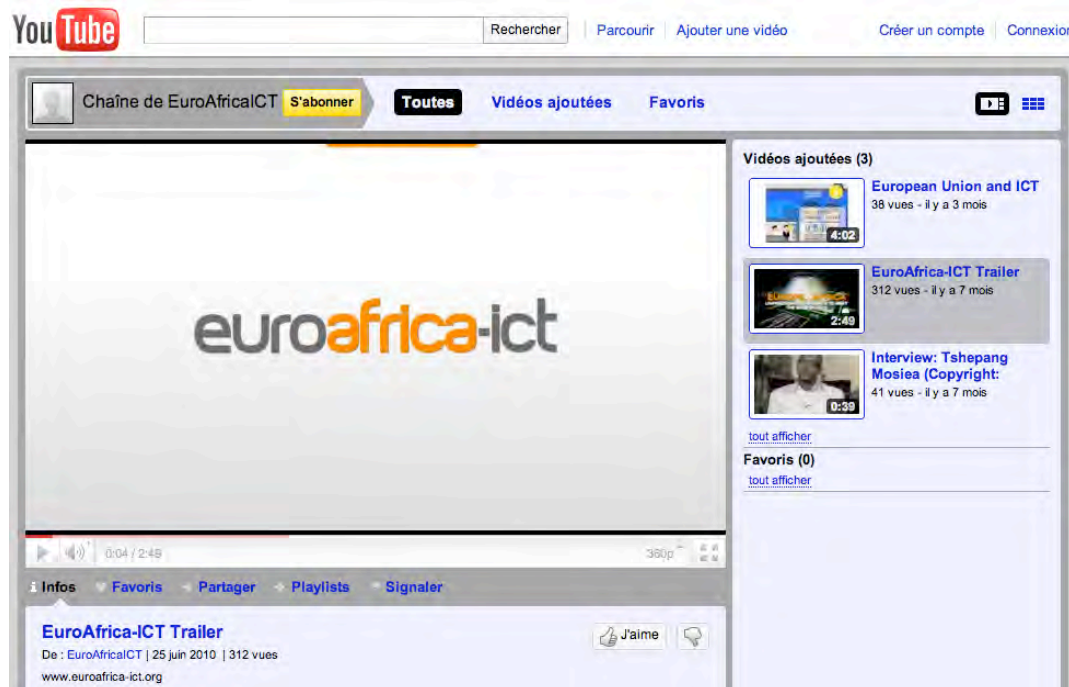 YouTube
Rechercher
Parcourir
Ajouter une vidéo
Créer un compte
Connexion
Chaîne de EuroAfricaICT
S'abonner
Toutes
Vidéos ajoutées
Favoris
euroafrica-ict
0:04 / 2:49
360p
Vidéos ajoutées (3)
European Union and ICT
38 vues - il y a 3 mois
4:02
EuroAfrica-ICT Trailer
312 vues - il y a 7 mois
2:49
Interview: Tshepang
Mosiea (Copyright:
41 vues - il y a 7 mois
0:39
tout afficher
Favoris (0)
tout afficher
Infos
Favoris
Partager
Playlists
Signaler
EuroAfrica-ICT Trailer
J'aime
De : EuroAfricaICT | 25 juin 2010 | 312 vues
www.euroafrica-ict.org